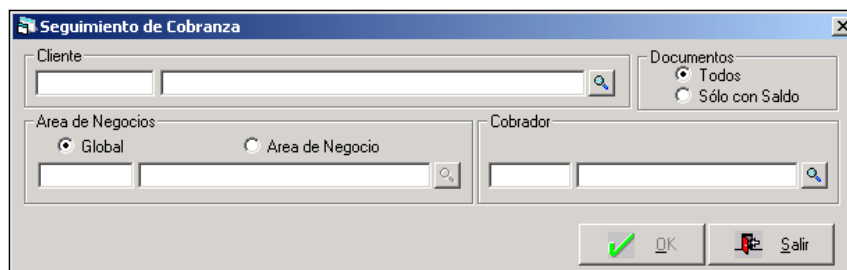 Seguimiento de Cobranza
Cliente
Documentos
Todos
Sólo con Saldo
Area de Negocios
Global
Area de Negocio
Cobrador
OK
Salir